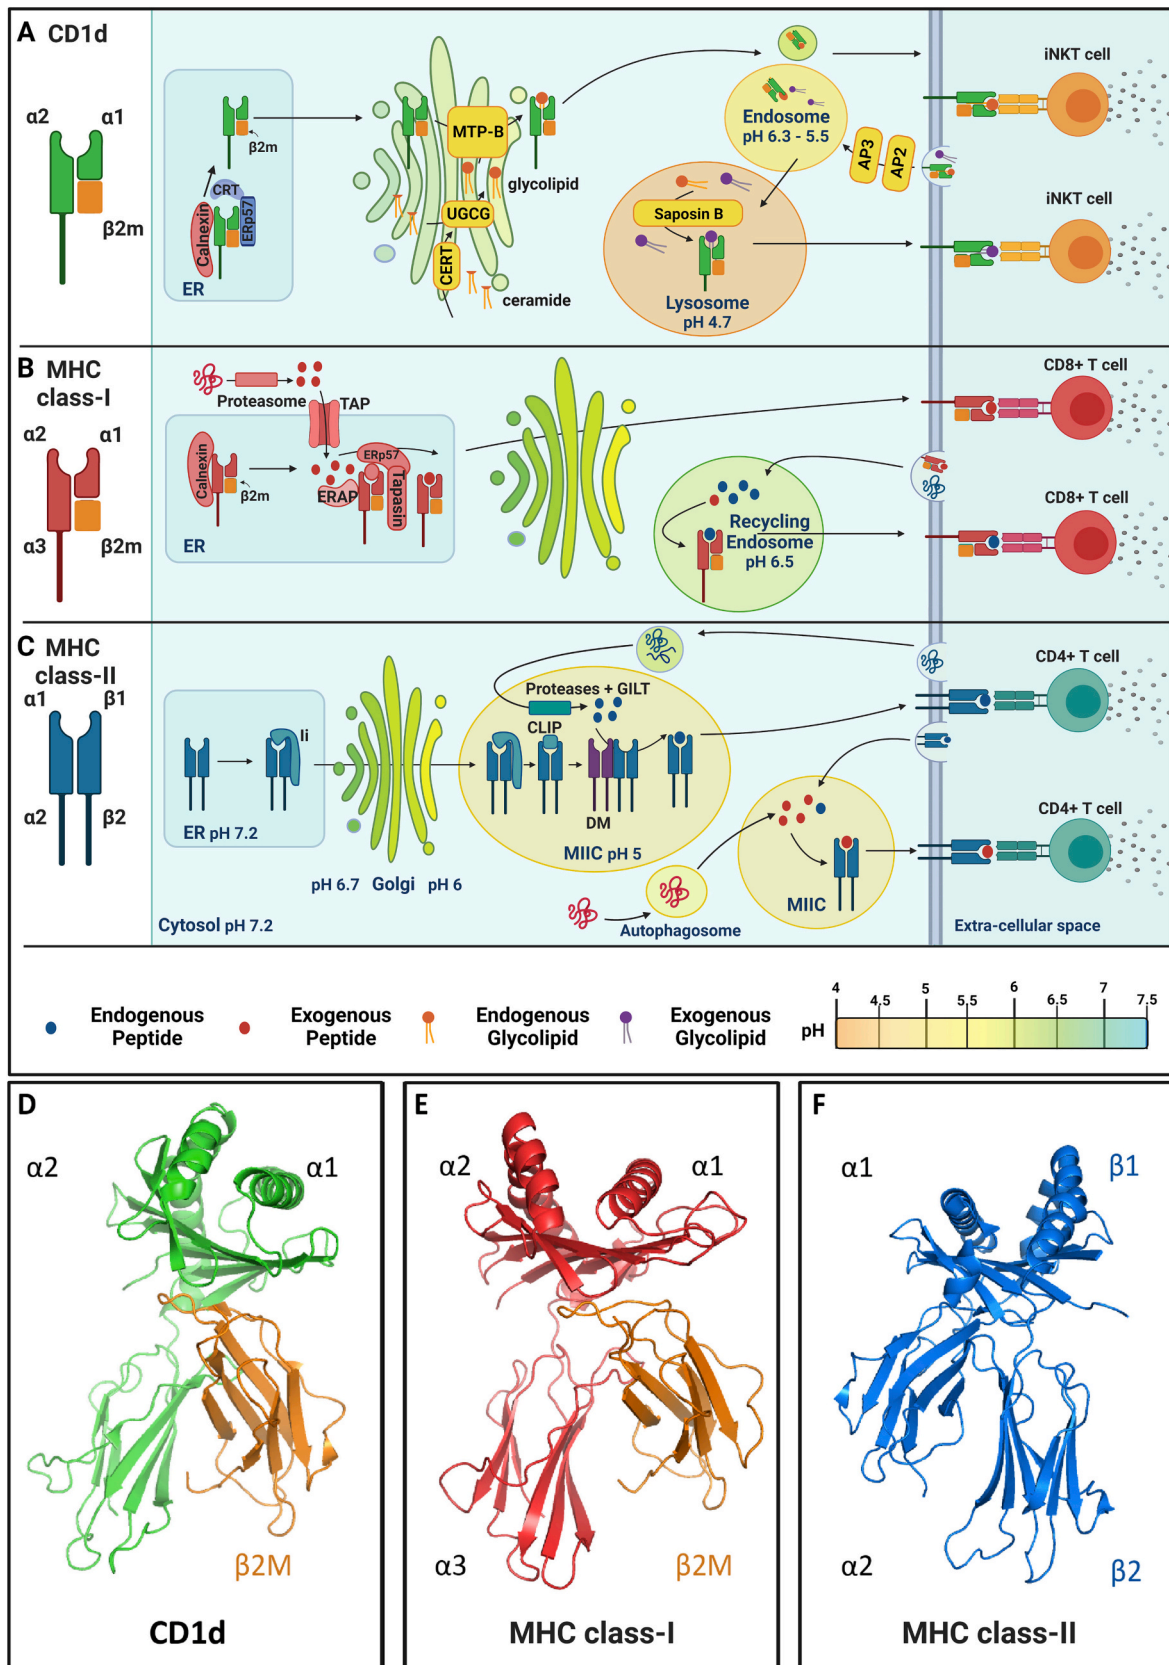 A CD1d
α2 α1
β2m
β2m
CRT
Calnexin
ERp57
ER
MTP-B
glycolipid
UGCG
CERT
ceramide
Endosome
pH 6.3 - 5.5
AP3
AP2
Saposin B
Lysosome
pH 4.7
iNKT cell
iNKT cell
B MHC
class-I
α2 α1
α3 β2m
Proteasome
TAP
Calnexin
β2m
ERp57
ERAP
Tapasin
ER
Recycling
Endosome
pH 6.5
CD8+ T cell
CD8+ T cell
C MHC
class-II
α1 β1
α2 β2
Ii
ER pH 7.2
pH 6.7 Golgi pH 6
Cytosol pH 7.2
Proteases + GILT
CLIP
DM
MIIC pH 5
Autophagosome
MIIC
CD4+ T cell
CD4+ T cell
Extra-cellular space
Endogenous
Peptide
Exogenous
Peptide
Endogenous
Glycolipid
Exogenous
Glycolipid
pH
4 4,5 5 5,5 6 6.5 7 7.5
D
α2 α1
β2M
CD1d
E
α2 α1
α3 β2M
MHC class-I
F
α1 β1
α2 β2
MHC class-II